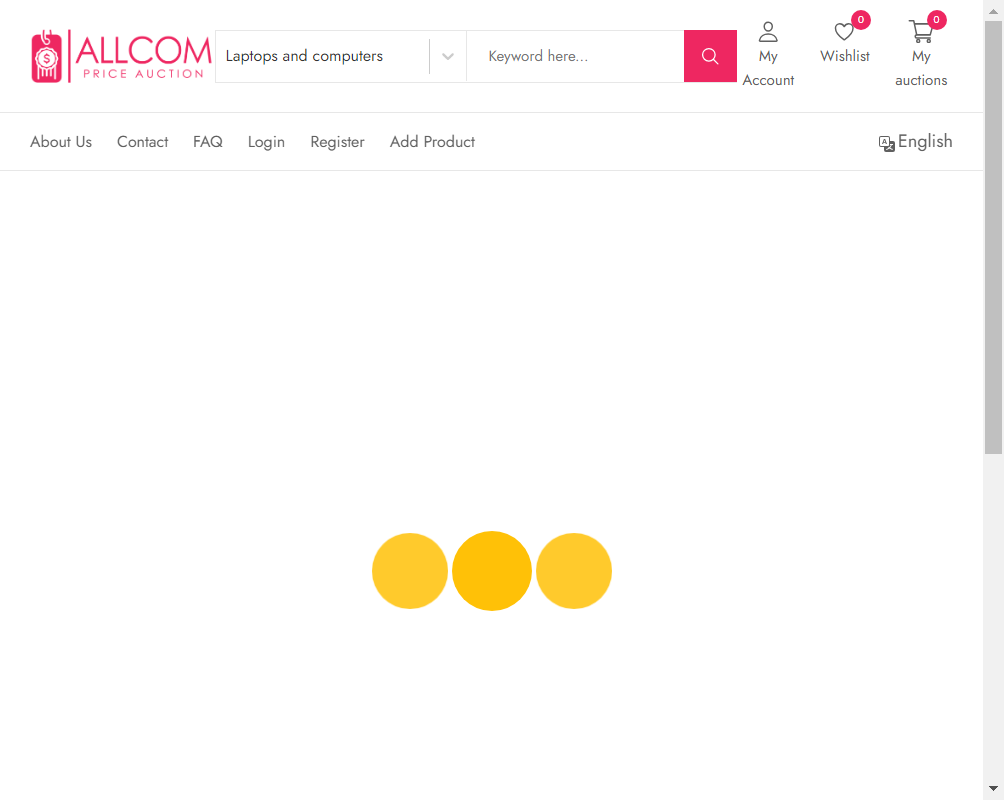 ALLCOM
PRICE AUCTION
Laptops and computers
Keyword here...
My Account
0
Wishlist
0
My auctions
About Us
Contact
FAQ
Login
Register
Add Product
English